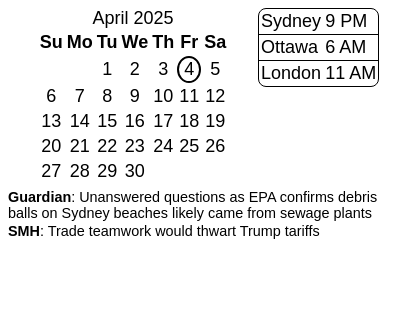 April 2025
Su Mo Tu We Th Fr Sa
1 2 3 4 5
6 7 8 9 10 11 12
13 14 15 16 17 18 19
20 21 22 23 24 25 26
27 28 29 30
Sydney 9 PM
Ottawa 6 AM
London 11 AM
Guardian: Unanswered questions as EPA confirms debris
balls on Sydney beaches likely came from sewage plants
SMH: Trade teamwork would thwart Trump tariffs